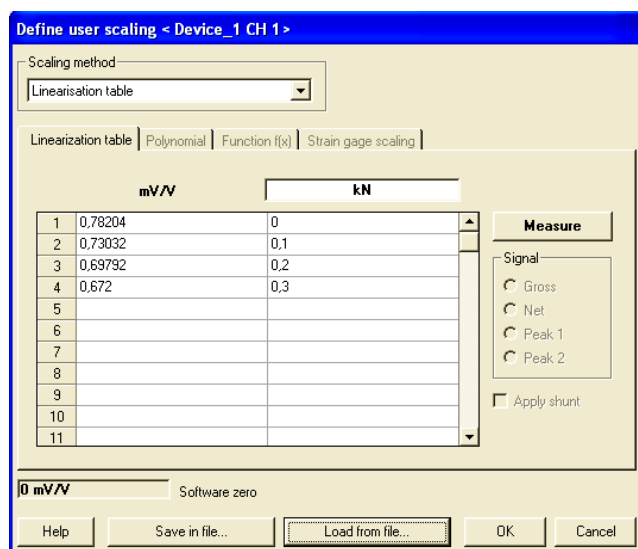 Define user scaling < Device_1 CH 1 >
Scaling method
Linearisation table
Linearization table Polynomial Function f(x) Strain gage scaling
mV/V kN
1 0,78204 0
2 0,73032 0,1
3 0,69792 0,2
4 0,672 0,3
5
6
7
8
9
10
11
Measure
Signal
Gross
Net
Peak 1
Peak 2
Apply shunt
0 mV/V Software zero
Help Save in file... Load from file... OK Cancel